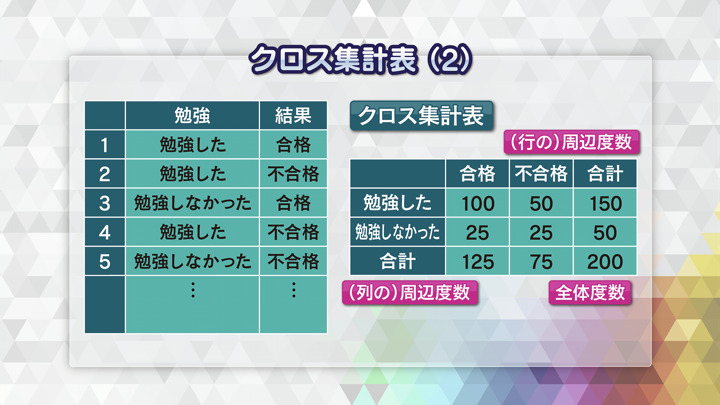 クロス集計表（2）
勉強 結果
1 勉強した 合格
2 勉強した 不合格
3 勉強しなかった 合格
4 勉強した 不合格
5 勉強しなかった 不合格
⋮ ⋮
クロス集計表
（行の）周辺度数
合格 不合格 合計
勉強した 100 50 150
勉強しなかった 25 25 50
合計 125 75 200
（列の）周辺度数 全体度数